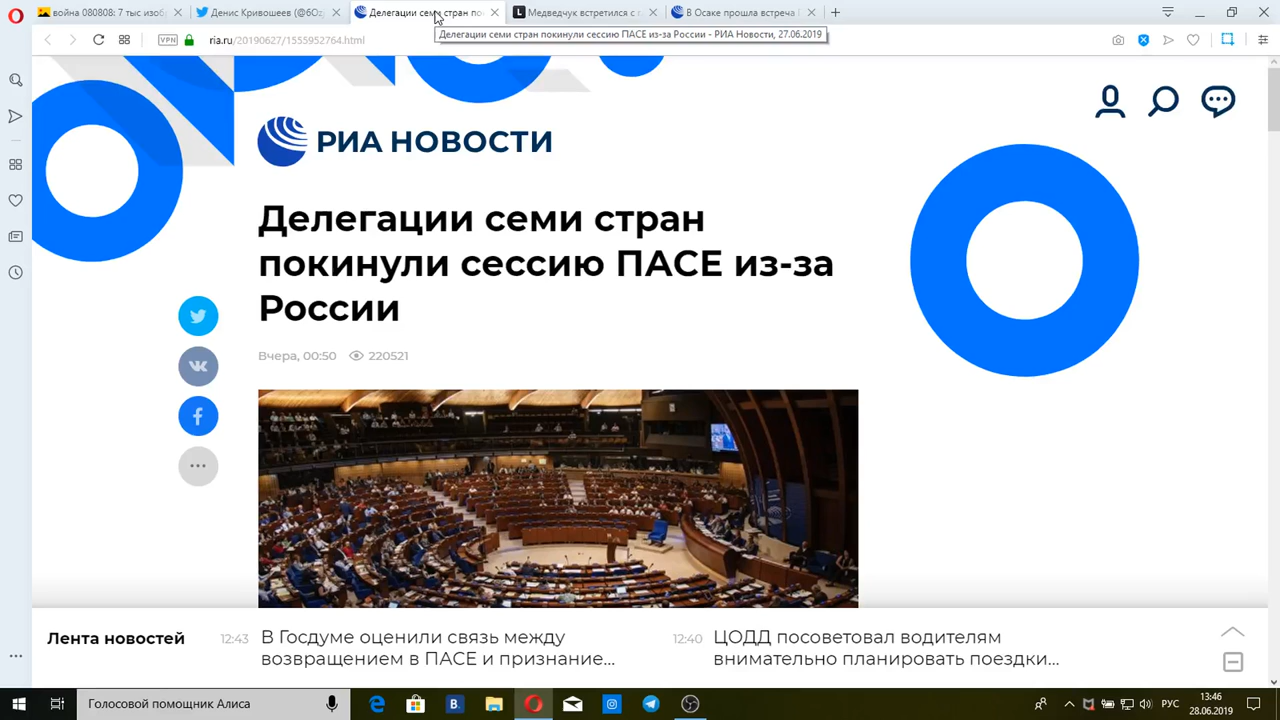 война 080808: 7 тыс изобр
Денис Кривошеев (@6Oz
Делегации семи стран по
Медведчук встретился с
В Осаке прошла встреча
VPN
ria.ru/20190627/1555952764.html
Делегации семи стран покинули сессию ПАСЕ из-за России - РИА Новости, 27.06.2019
РИА НОВОСТИ
Делегации семи стран
покинули сессию ПАСЕ из-за
России
Вчера, 00:50 220521
Лента новостей
12:43
В Госдуме оценили связь между
возвращением в ПАСЕ и признание...
12:40
ЦОДД посоветовал водителям
внимательно планировать поездки...
Голосовой помощник Алиса
РУС
13:46
28.06.2019